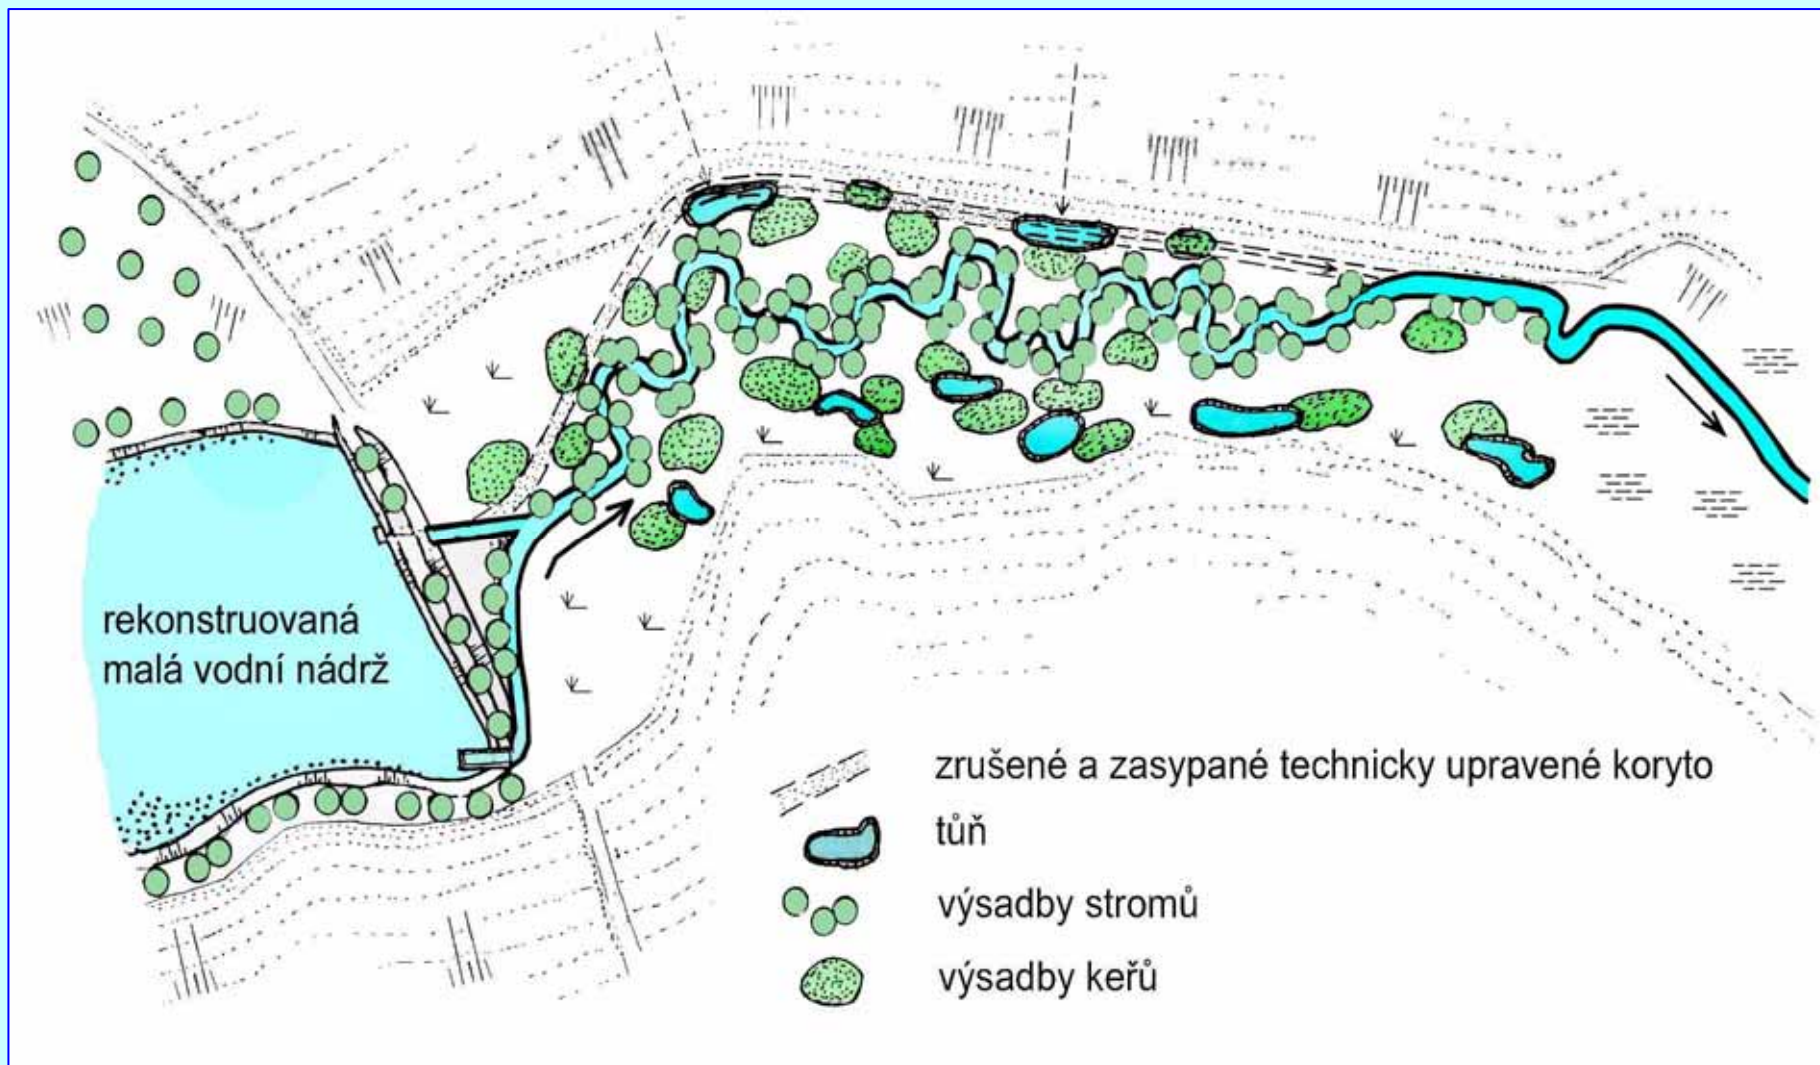 rekonstruovaná
malá vodní nádrž
zrušené a zasypané technicky upravené koryto
tůň
výsadby stromů
výsadby keřů